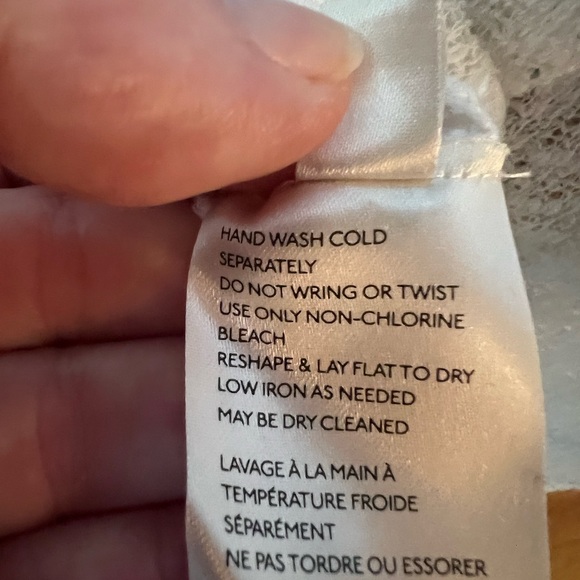 HAND WASH COLD
SEPARATELY
DO NOT WRING OR TWIST
USE ONLY NON-CHLORINE
BLEACH
RESHAPE & LAY FLAT TO DRY
LOW IRON AS NEEDED
MAY BE DRY CLEANED
LAVAGE À LA MAIN À
TEMPÉRATURE FROIDE
SÉPARÉMENT
NE PAS TORDRE OU ESSORER